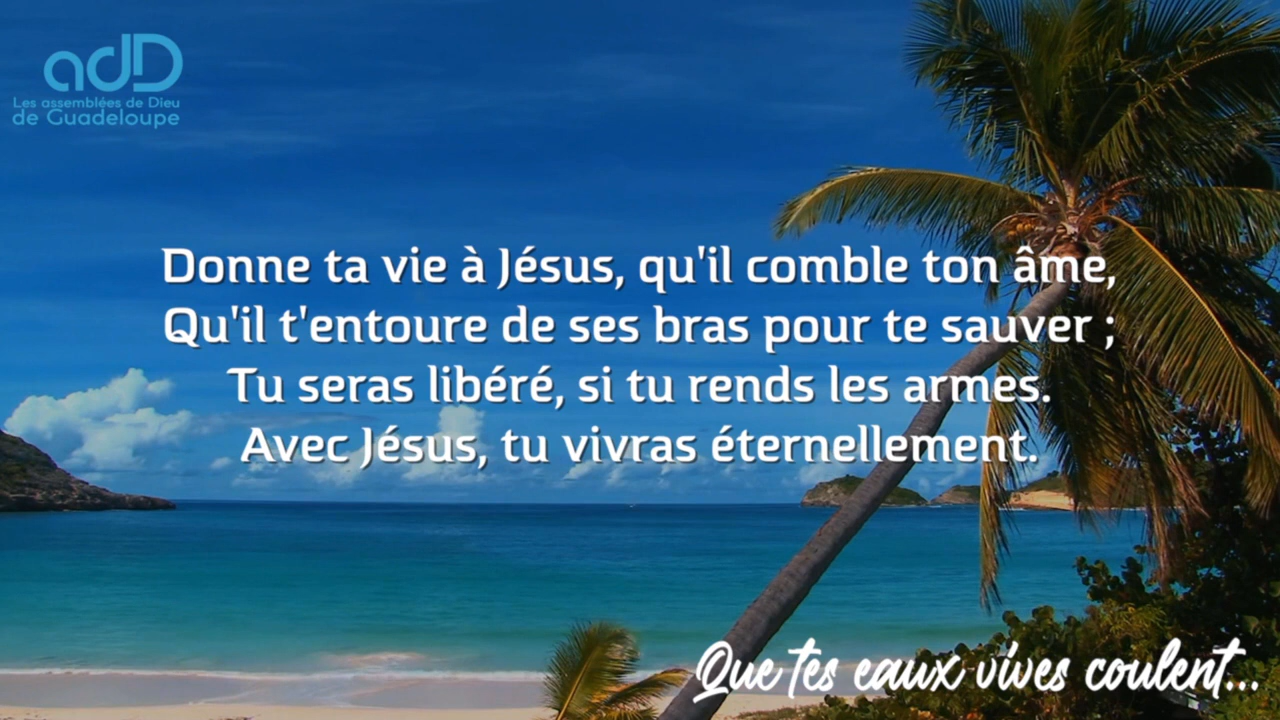 adD
Les assemblées de Dieu
de Guadeloupe
Donne ta vie à Jésus, qu'il comble ton âme,
Qu'il t'entoure de ses bras pour te sauver ;
Tu seras libéré, si tu rends les armes.
Avec Jésus, tu vivras éternellement.
Que tes eaux vives coulent...